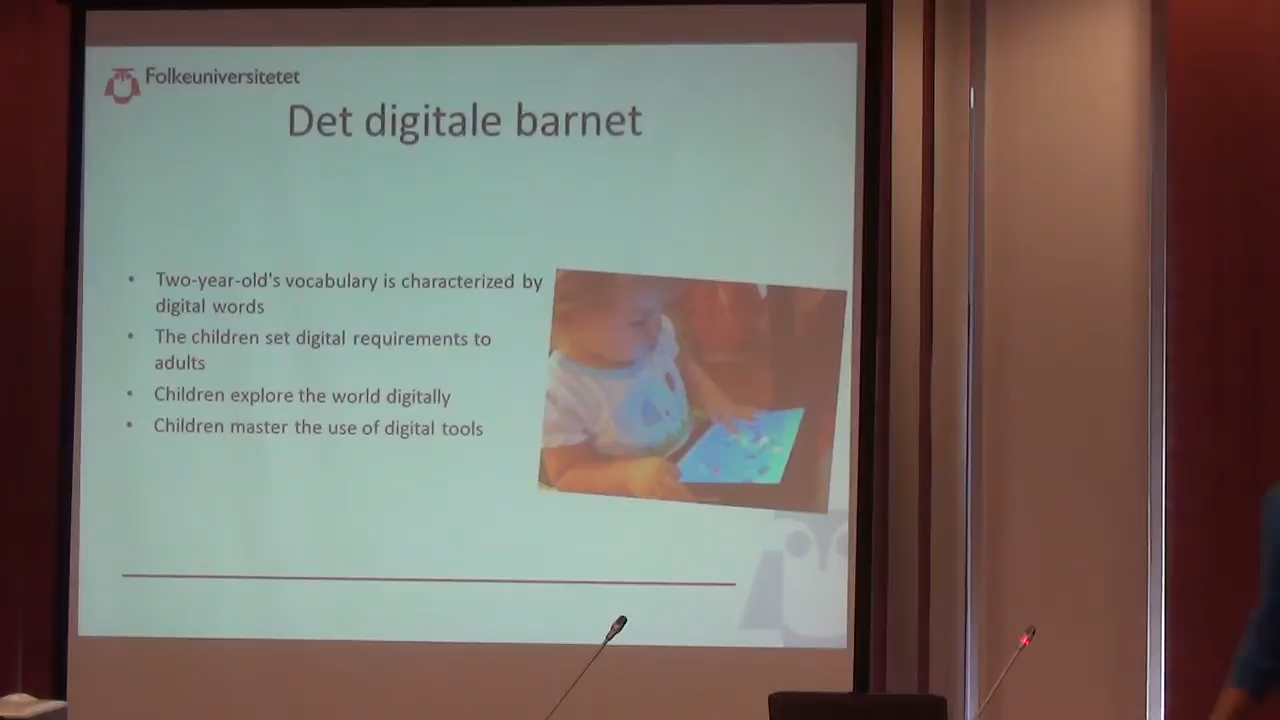 Folkeuniversitetet
Det digitale barnet
• Two-year-old's vocabulary is characterized by
digital words
• The children set digital requirements to
adults
• Children explore the world digitally
• Children master the use of digital tools